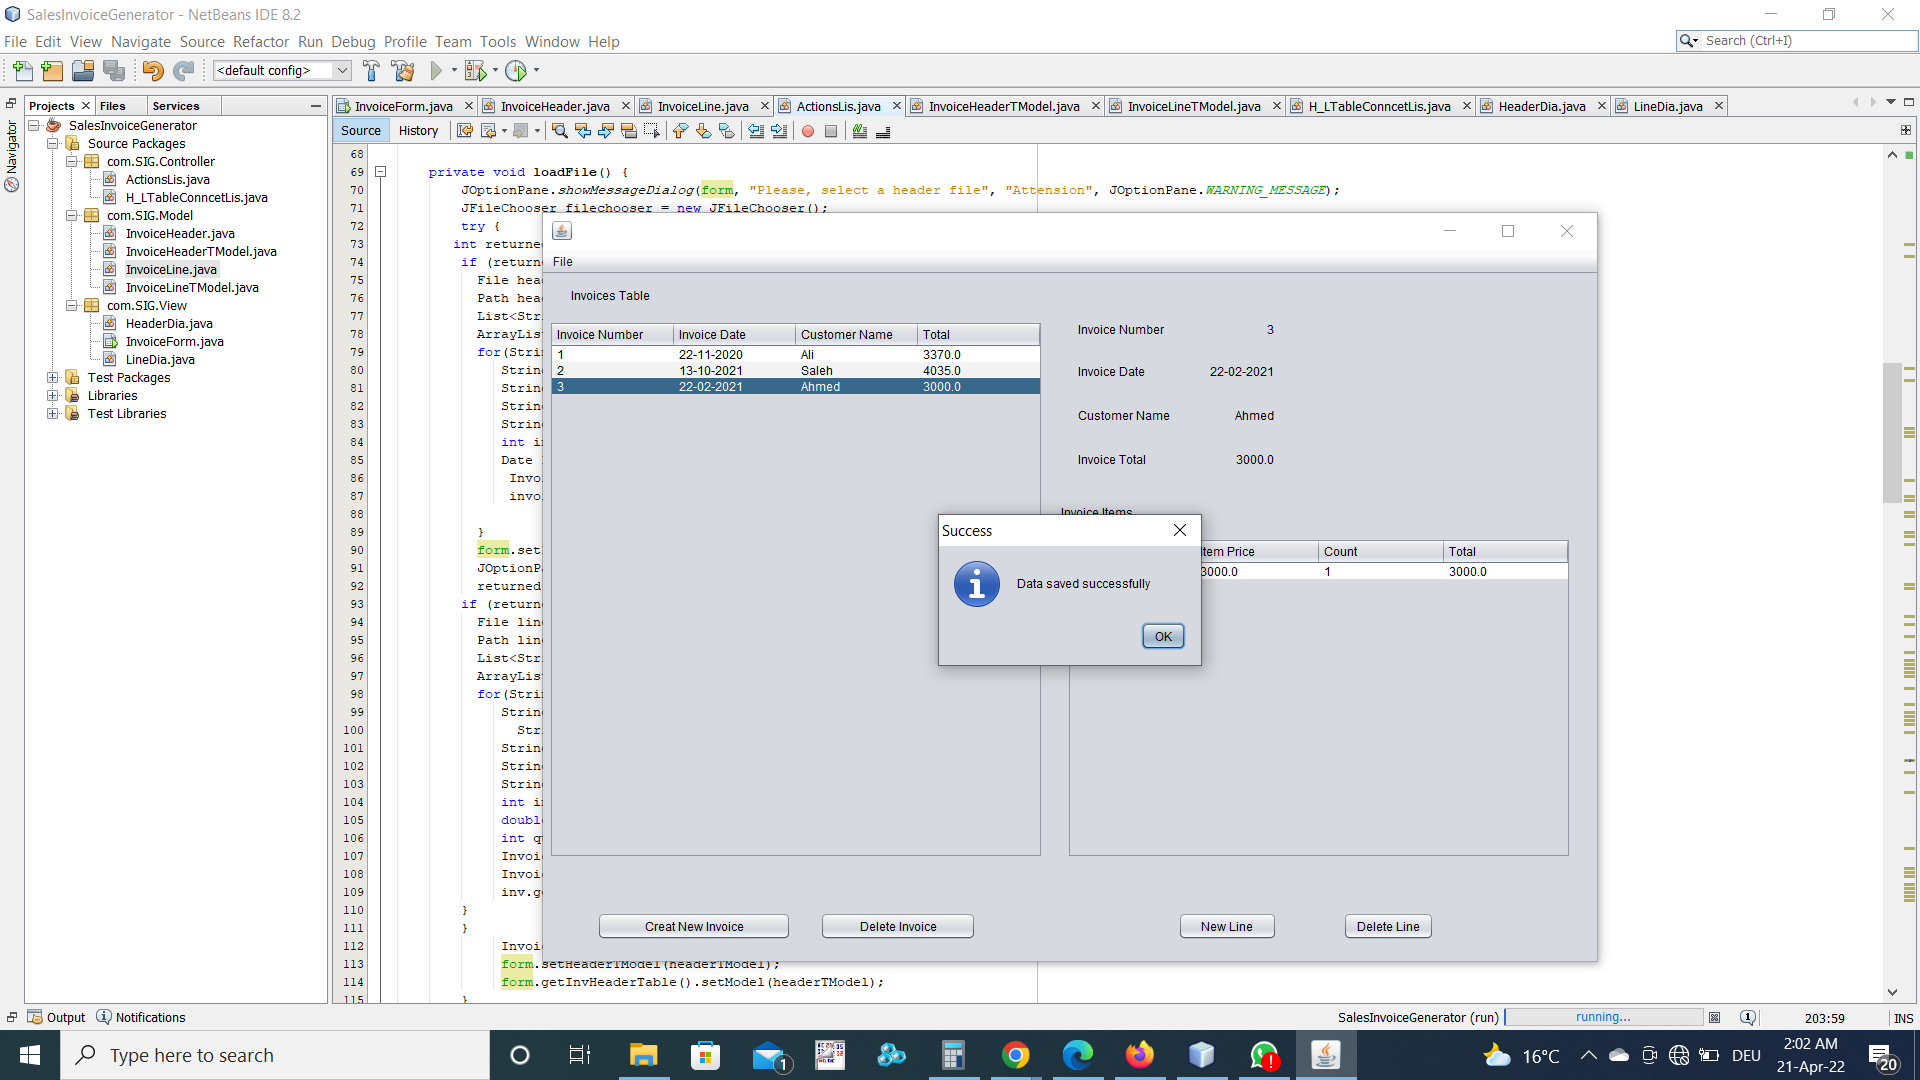 SalesInvoiceGenerator - NetBeans IDE 8.2
File Edit View Navigate Source Refactor Run Debug Profile Team Tools Window Help
Search (Ctrl+I)
<default config>
Projects Files Services
Navigator
SalesInvoiceGenerator
Source Packages
com.SIG.Controller
ActionsLis.java
H_LTableConncetLis.java
com.SIG.Model
InvoiceHeader.java
InvoiceHeaderTModel.java
InvoiceLine.java
InvoiceLineTModel.java
com.SIG.View
HeaderDia.java
InvoiceForm.java
LineDia.java
Test Packages
Libraries
Test Libraries
InvoiceForm.java InvoiceHeader.java InvoiceLine.java ActionsLis.java InvoiceHeaderTModel.java InvoiceLineTModel.java H_LTableConncetLis.java HeaderDia.java LineDia.java
Source History
68
69 private void loadFile() {
70 JOptionPane.showMessageDialog(form, "Please, select a header file", "Attension", JOptionPane.WARNING_MESSAGE);
71 JFileChooser filechooser = new JFileChooser();
72 try {
73 int returne
74 if (return
75 File hea
76 Path hea
77 List<Str
78 ArrayLis
79 for(Stri
80 String
81 String
82 String
83 String
84 int i
85 Date
86 Invo
87 invo
88
89 }
90 form.set
91 JOptionP
92 returned
93 if (return
94 File lin
95 Path lin
96 List<Str
97 ArrayLis
98 for(Stri
99 String
100 Stri
101 String
102 String
103 String
104 int i
105 double
106 int q
107 Invoi
108 Invoi
109 inv.g
110 }
111 }
112 Invoi
113 form.setHeaderTModel(headerTModel);
114 form.getInvHeaderTable().setModel(headerTModel);
115 }
File
Invoices Table
Invoice Number Invoice Date Customer Name Total
1 22-11-2020 Ali 3370.0
2 13-10-2021 Saleh 4035.0
3 22-02-2021 Ahmed 3000.0
Invoice Number 3
Invoice Date 22-02-2021
Customer Name Ahmed
Invoice Total 3000.0
Invoice Items
Item Price Count Total
3000.0 1 3000.0
Success
Data saved successfully
OK
Creat New Invoice Delete Invoice New Line Delete Line
Output Notifications
SalesInvoiceGenerator (run) running... 1 203:59 INS
Type here to search
1
16°C DEU 2:02 AM
21-Apr-22
20